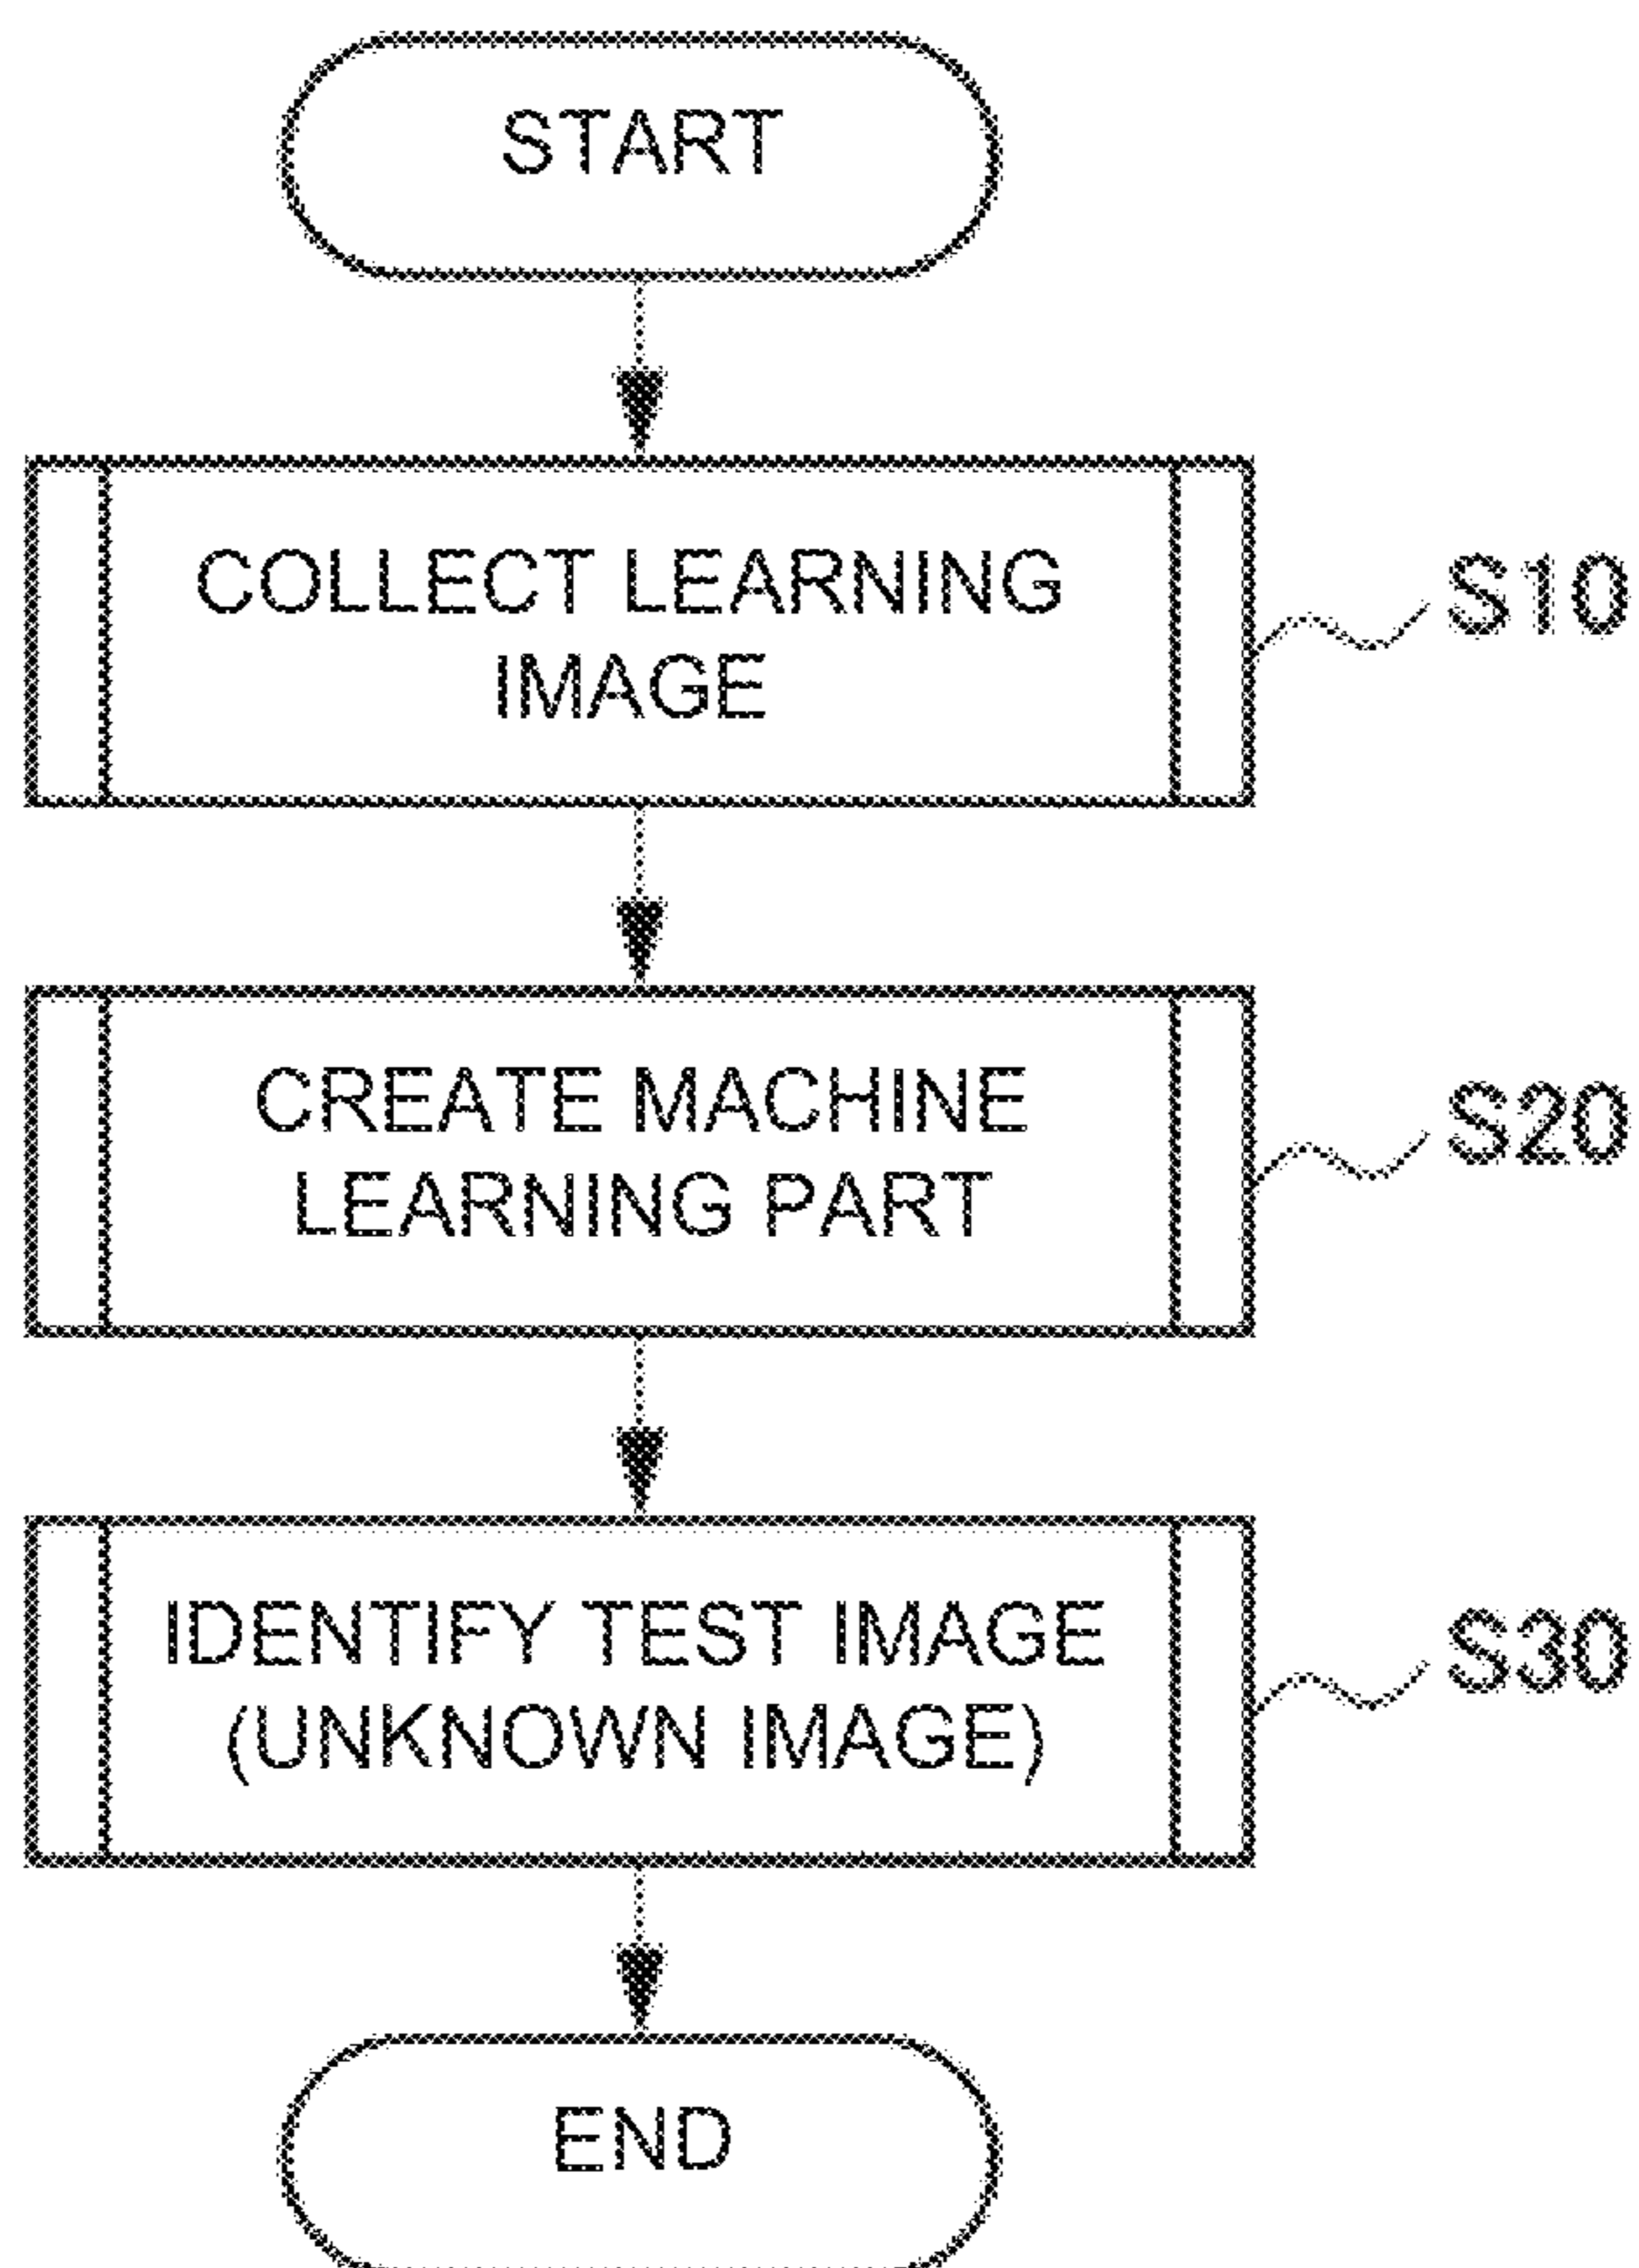 START
COLLECT LEARNING
IMAGE
S10
CREATE MACHINE
LEARNING PART
S20
IDENTIFY TEST IMAGE
(UNKNOWN IMAGE)
S30
END